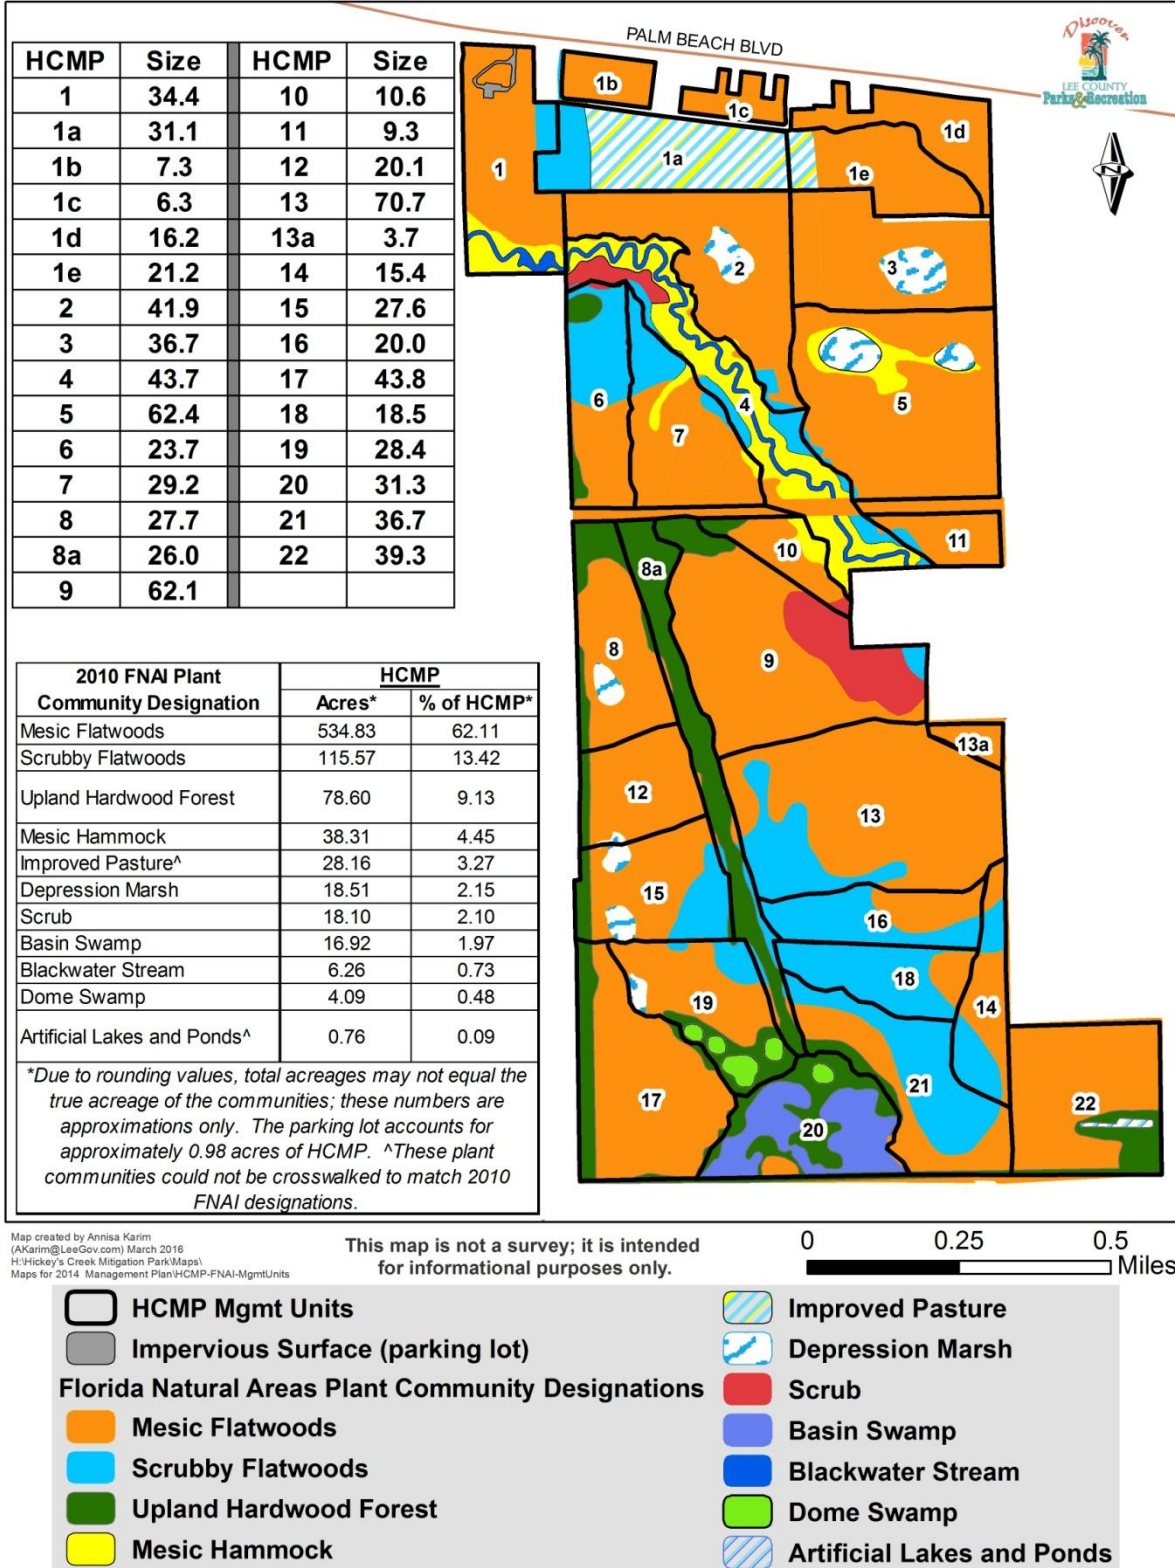 PALM BEACH BLVD
Discover
LEE COUNTY
Parks & Recreation
N
HCMP Size HCMP Size
1 34.4 10 10.6
1a 31.1 11 9.3
1b 7.3 12 20.1
1c 6.3 13 70.7
1d 16.2 13a 3.7
1e 21.2 14 15.4
2 41.9 15 27.6
3 36.7 16 20.0
4 43.7 17 43.8
5 62.4 18 18.5
6 23.7 19 28.4
7 29.2 20 31.3
8 27.7 21 36.7
8a 26.0 22 39.3
9 62.1
1b
1c
1d
1
1a
1e
2
3
6
4
5
7
10
11
8a
8
9
13a
12
13
15
16
18
19
14
17
21
22
20
2010 FNAI Plant HCMP
Community Designation Acres* % of HCMP*
Mesic Flatwoods 534.83 62.11
Scrubby Flatwoods 115.57 13.42
Upland Hardwood Forest 78.60 9.13
Mesic Hammock 38.31 4.45
Improved Pasture^ 28.16 3.27
Depression Marsh 18.51 2.15
Scrub 18.10 2.10
Basin Swamp 16.92 1.97
Blackwater Stream 6.26 0.73
Dome Swamp 4.09 0.48
Artificial Lakes and Ponds^ 0.76 0.09
*Due to rounding values, total acreages may not equal the
true acreage of the communities; these numbers are
approximations only. The parking lot accounts for
approximately 0.98 acres of HCMP. ^These plant
communities could not be crosswalked to match 2010
FNAI designations.
Map created by Annisa Karim
(AKarim@LeeGov.com) March 2016
H:\Hickey's Creek Mitigation Park\Maps\
Maps for 2014 Management Plan\HCMP-FNAI-MgmtUnits
This map is not a survey; it is intended
for informational purposes only.
0 0.25 0.5
Miles
HCMP Mgmt Units
Impervious Surface (parking lot)
Florida Natural Areas Plant Community Designations
Mesic Flatwoods
Scrubby Flatwoods
Upland Hardwood Forest
Mesic Hammock
Improved Pasture
Depression Marsh
Scrub
Basin Swamp
Blackwater Stream
Dome Swamp
Artificial Lakes and Ponds